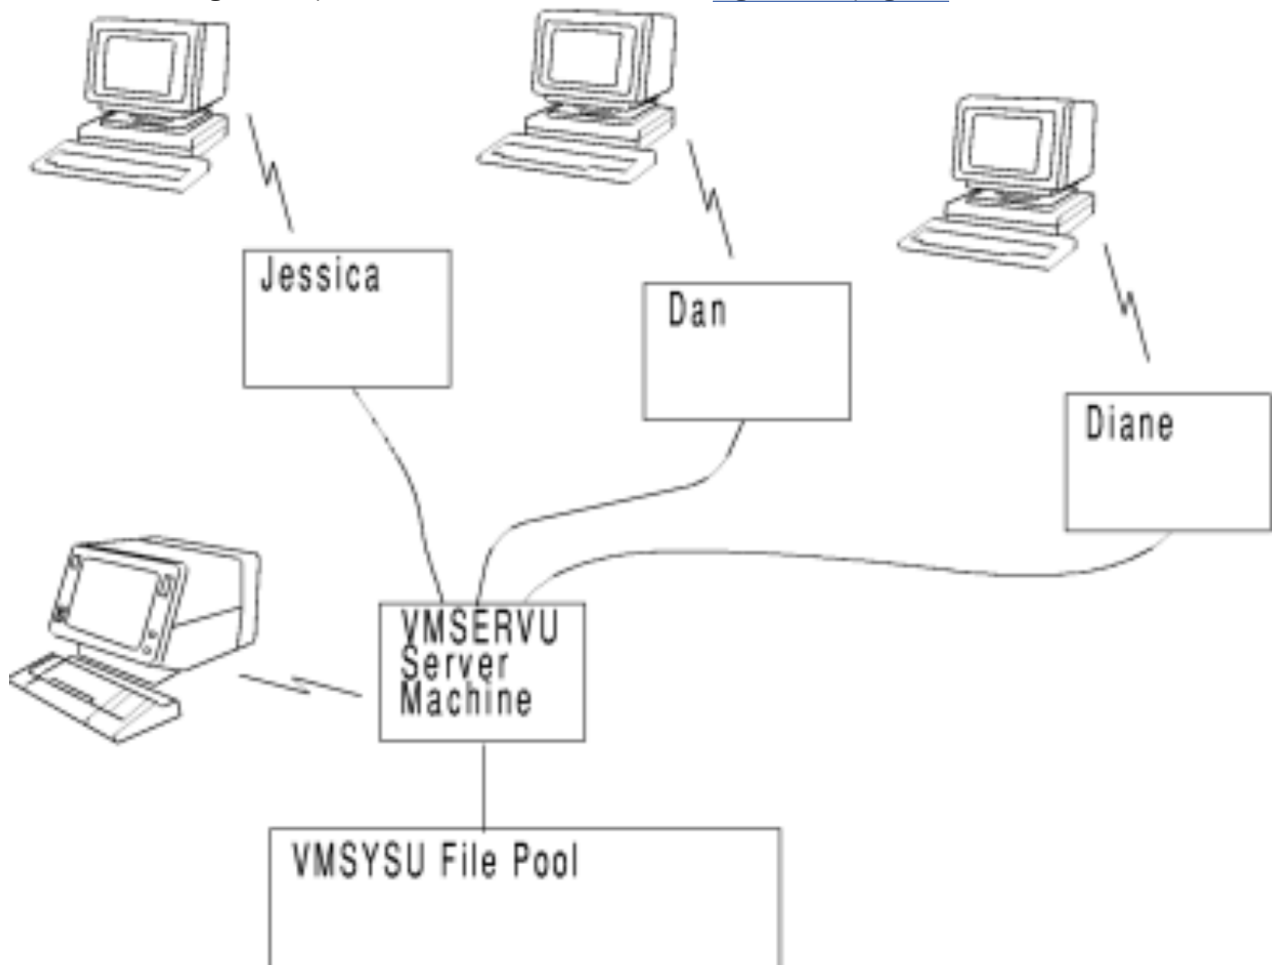 Jessica
Dan
Diane
VMSERVU
Server
Machine
VMSYSU File Pool